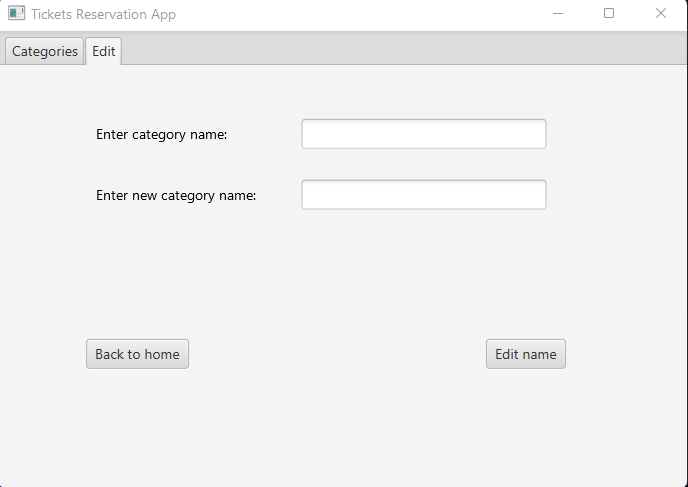 Tickets Reservation App
Categories Edit
Enter category name:
Enter new category name:
Back to home Edit name